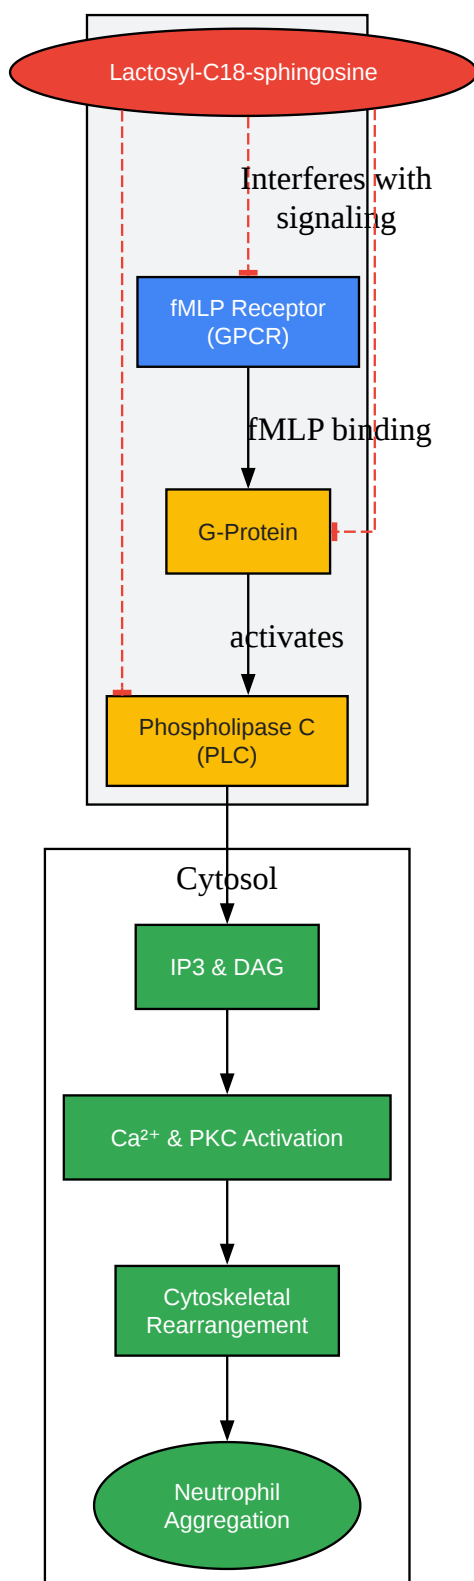 Lactosyl-C18-sphingosine
Interferes with
signaling
fMLP Receptor
(GPCR)
fMLP binding
G-Protein
activates
Phospholipase C
(PLC)
Cytosol
IP3 & DAG
Ca²⁺ & PKC Activation
Cytoskeletal
Rearrangement
Neutrophil
Aggregation